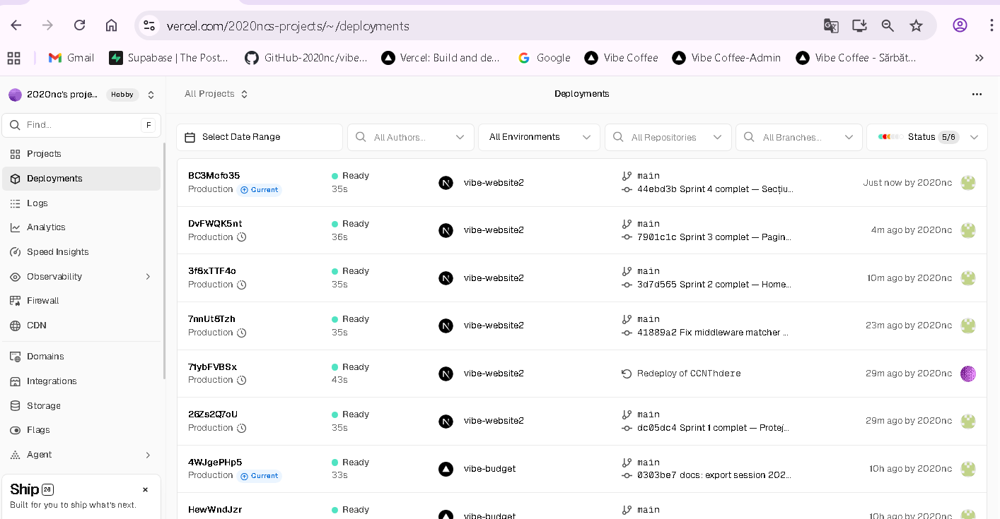 vercel.com/2020ncs-projects/~/deployments
Gmail
Supabase | The Post...
GitHub-2020nc/vibe...
Vercel: Build and de...
Google
Vibe Coffee
Vibe Coffee-Admin
Vibe Coffee - Sărbăt...
2020nc's proje...
Hobby
All Projects
Deployments
Find...
F
Projects
Deployments
Logs
Analytics
Speed Insights
Observability
Firewall
CDN
Domains
Integrations
Storage
Flags
Agent
Ship 26
Built for you to ship what's next.
Select Date Range
All Authors...
All Environments
All Repositories
All Branches...
Status 5/6
BC3Mcfo35
Ready
vibe-website2
main
Just now by 2020nc
Production
Current
35s
44ebd3b Sprint 4 complet — Secțiu...
DvFWQK5nt
Ready
vibe-website2
main
4m ago by 2020nc
Production
36s
7901c1c Sprint 3 complet — Pagin...
3f8xTTF4o
Ready
vibe-website2
main
10m ago by 2020nc
Production
35s
3d7d565 Sprint 2 complet — Home...
7nnUt8Tzh
Ready
vibe-website2
main
23m ago by 2020nc
Production
35s
41889a2 Fix middleware matcher ...
71ybFVBSx
Ready
vibe-website2
Redeploy of CCNThdere
29m ago by 2020nc
Production
43s
26Zs2Q7oU
Ready
vibe-website2
main
29m ago by 2020nc
Production
35s
dc05dc4 Sprint 1 complet — Protej...
4WJgePHp5
Ready
vibe-budget
main
10h ago by 2020nc
Production
Current
33s
0303be7 docs: export session 202...
HewWndJzr
Ready
vibe-budget
main
10h ago by 2020nc